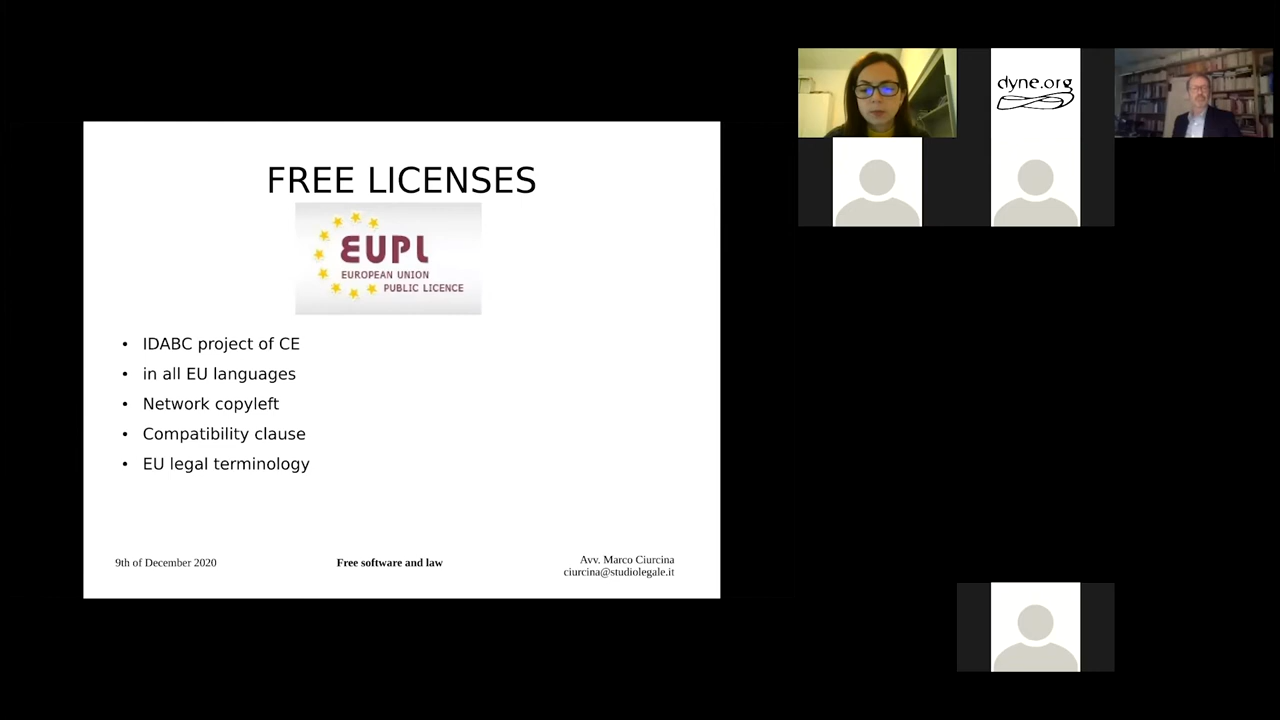 FREE LICENSES
EUPL
EUROPEAN UNION
PUBLIC LICENCE
• IDABC project of CE
• in all EU languages
• Network copyleft
• Compatibility clause
• EU legal terminology
9th of December 2020
Free software and law
Avv. Marco Ciurcina
ciurcina@studiolegale.it
dyne.org